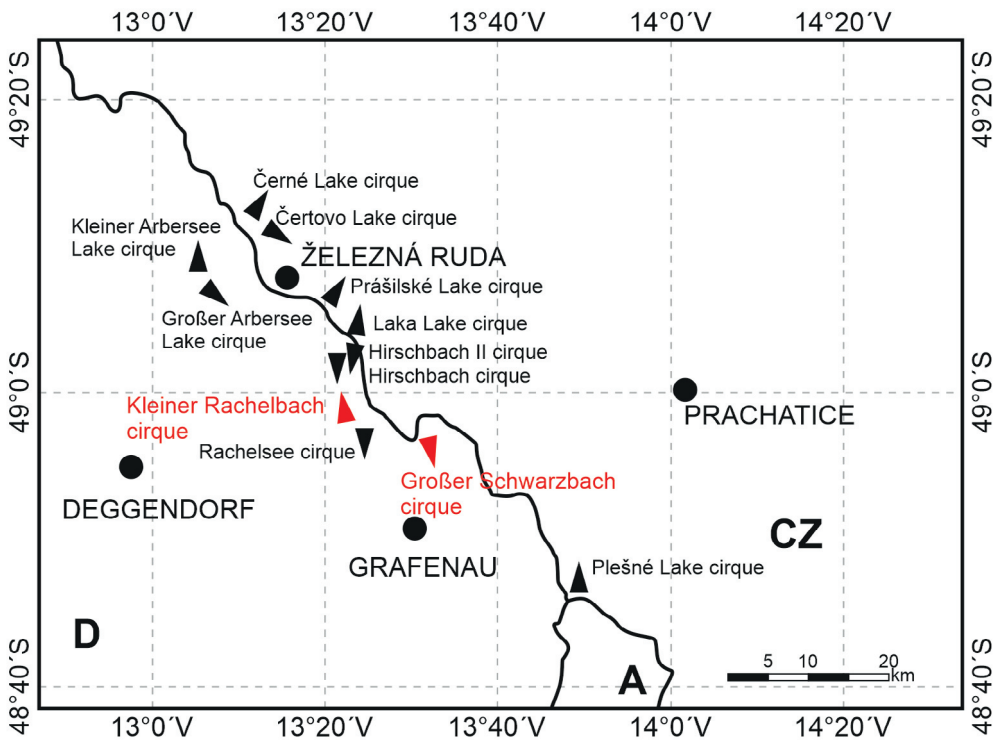 13°0´V 13°20´V 13°40´V 14°0´V 14°20´V
49°20´S
49°20´S
Černé Lake cirque
Čertovo Lake cirque
Kleiner Arbersee
Lake cirque
ŽELEZNÁ RUDA
Prášilské Lake cirque
Großer Arbersee
Lake cirque
Laka Lake cirque
Hirschbach II cirque
Hirschbach cirque
49°0´S
49°0´S
Kleiner Rachelbach
cirque
PRACHATICE
Rachelsee cirque
Großer Schwarzbach
cirque
DEGGENDORF
CZ
GRAFENAU
Plešné Lake cirque
D
A
5 10 20
km
48°40´S
48°40´S
13°0´V 13°20´V 13°40´V 14°0´V 14°20´V